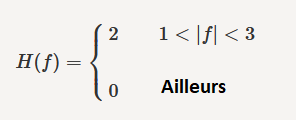 2 1 < |f| < 3
H(f) = {
0 Ailleurs